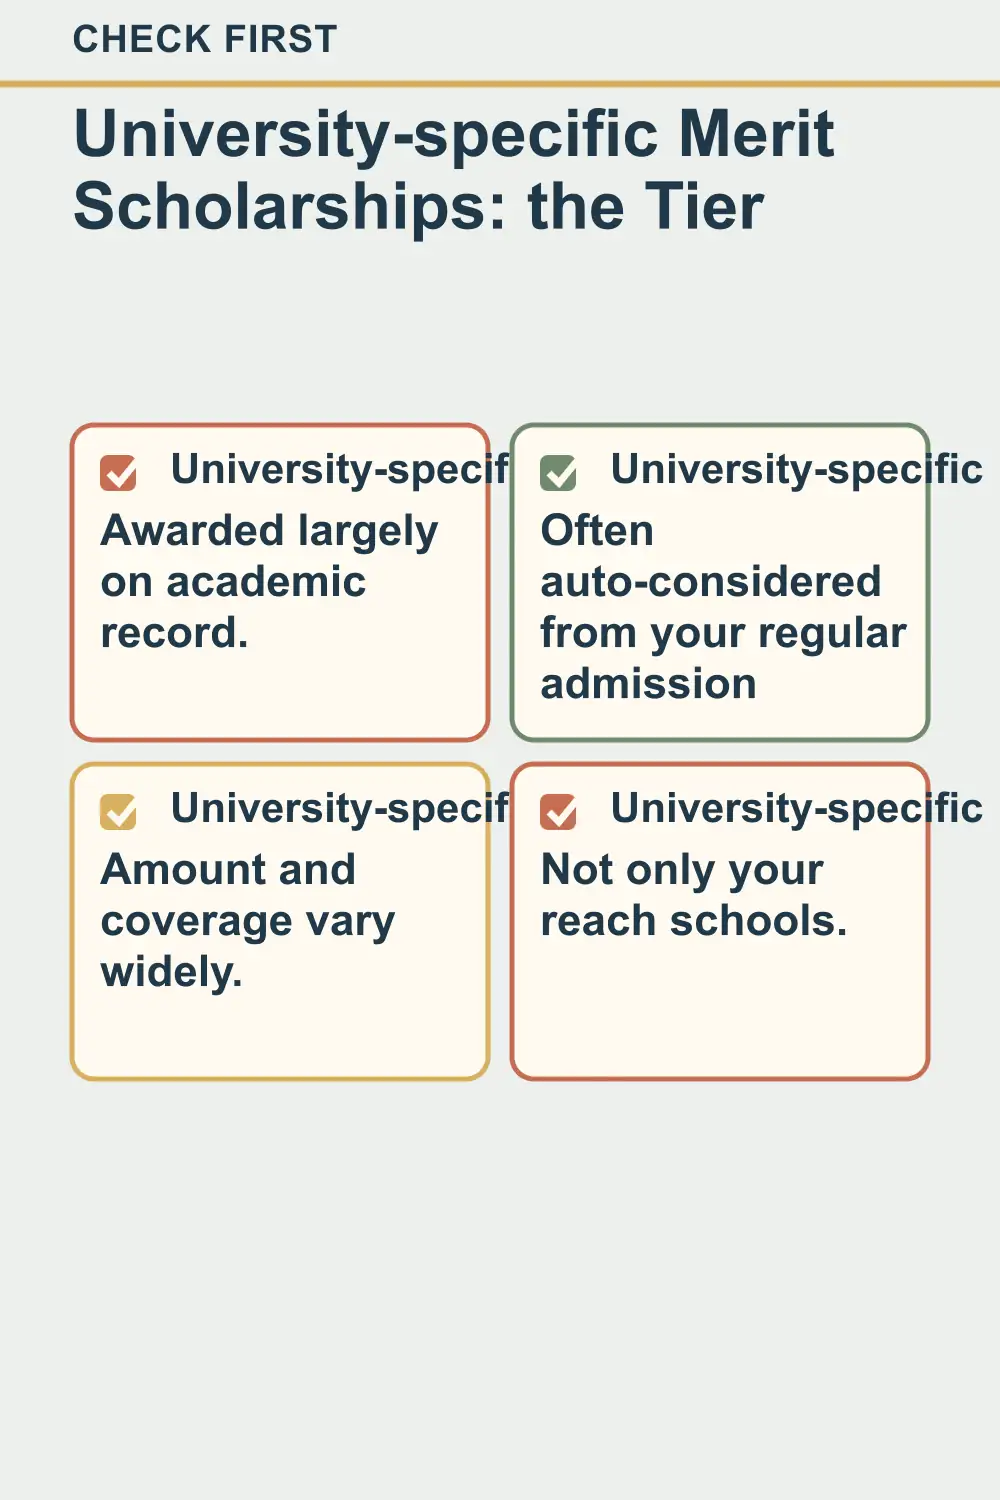 CHECK FIRST
University-specific Merit
Scholarships: the Tier
University-specif
Awarded largely
on academic
record.
University-specific
Often
auto-considered
from your regular
admission
University-specif
Amount and
coverage vary
widely.
University-specific
Not only your
reach schools.